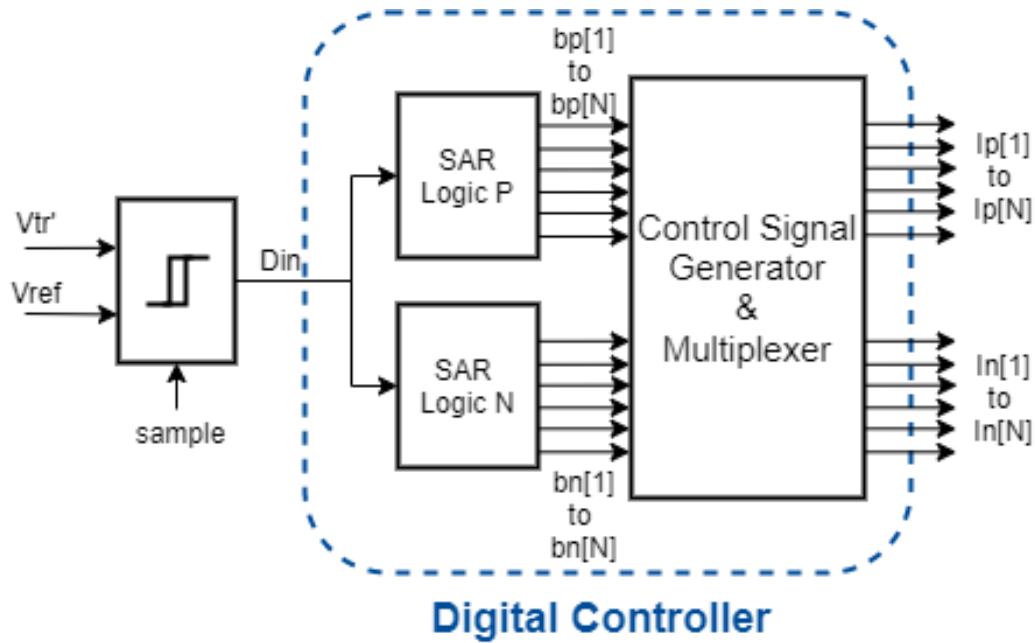 bp[1]
to
bp[N]
SAR
Logic P
Vtr'
Vref
Din
sample
SAR
Logic N
bn[1]
to
bn[N]
Control Signal
Generator
&
Multiplexer
Ip[1]
to
Ip[N]
In[1]
to
In[N]
Digital Controller